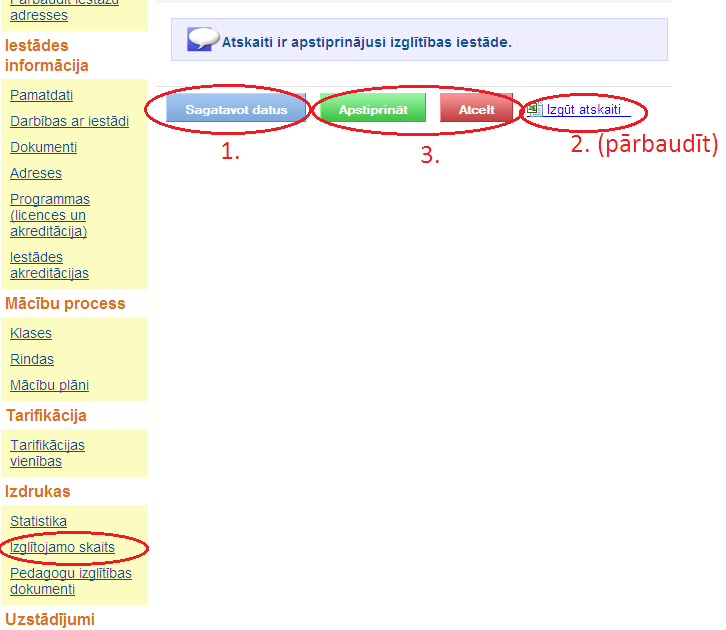 Pārbaudīt iestāžu
adreses
Iestādes
informācija
Pamatdati
Darbības ar iestādi
Dokumenti
Adreses
Programmas
(licences un
akreditācija)
Iestādes
akreditācijas
Mācību process
Klases
Rindas
Mācību plāni
Tarifikācija
Tarifikācijas
vienības
Izdrukas
Statistika
Izglītojamo skaits
Pedagogu izglītības
dokumenti
Uzstādījumi
Atskaiti ir apstiprinājusi izglītības iestāde.
Sagatavot datus Apstiprināt Atcelt Izgūt atskaiti
1. 3. 2. (pārbaudīt)